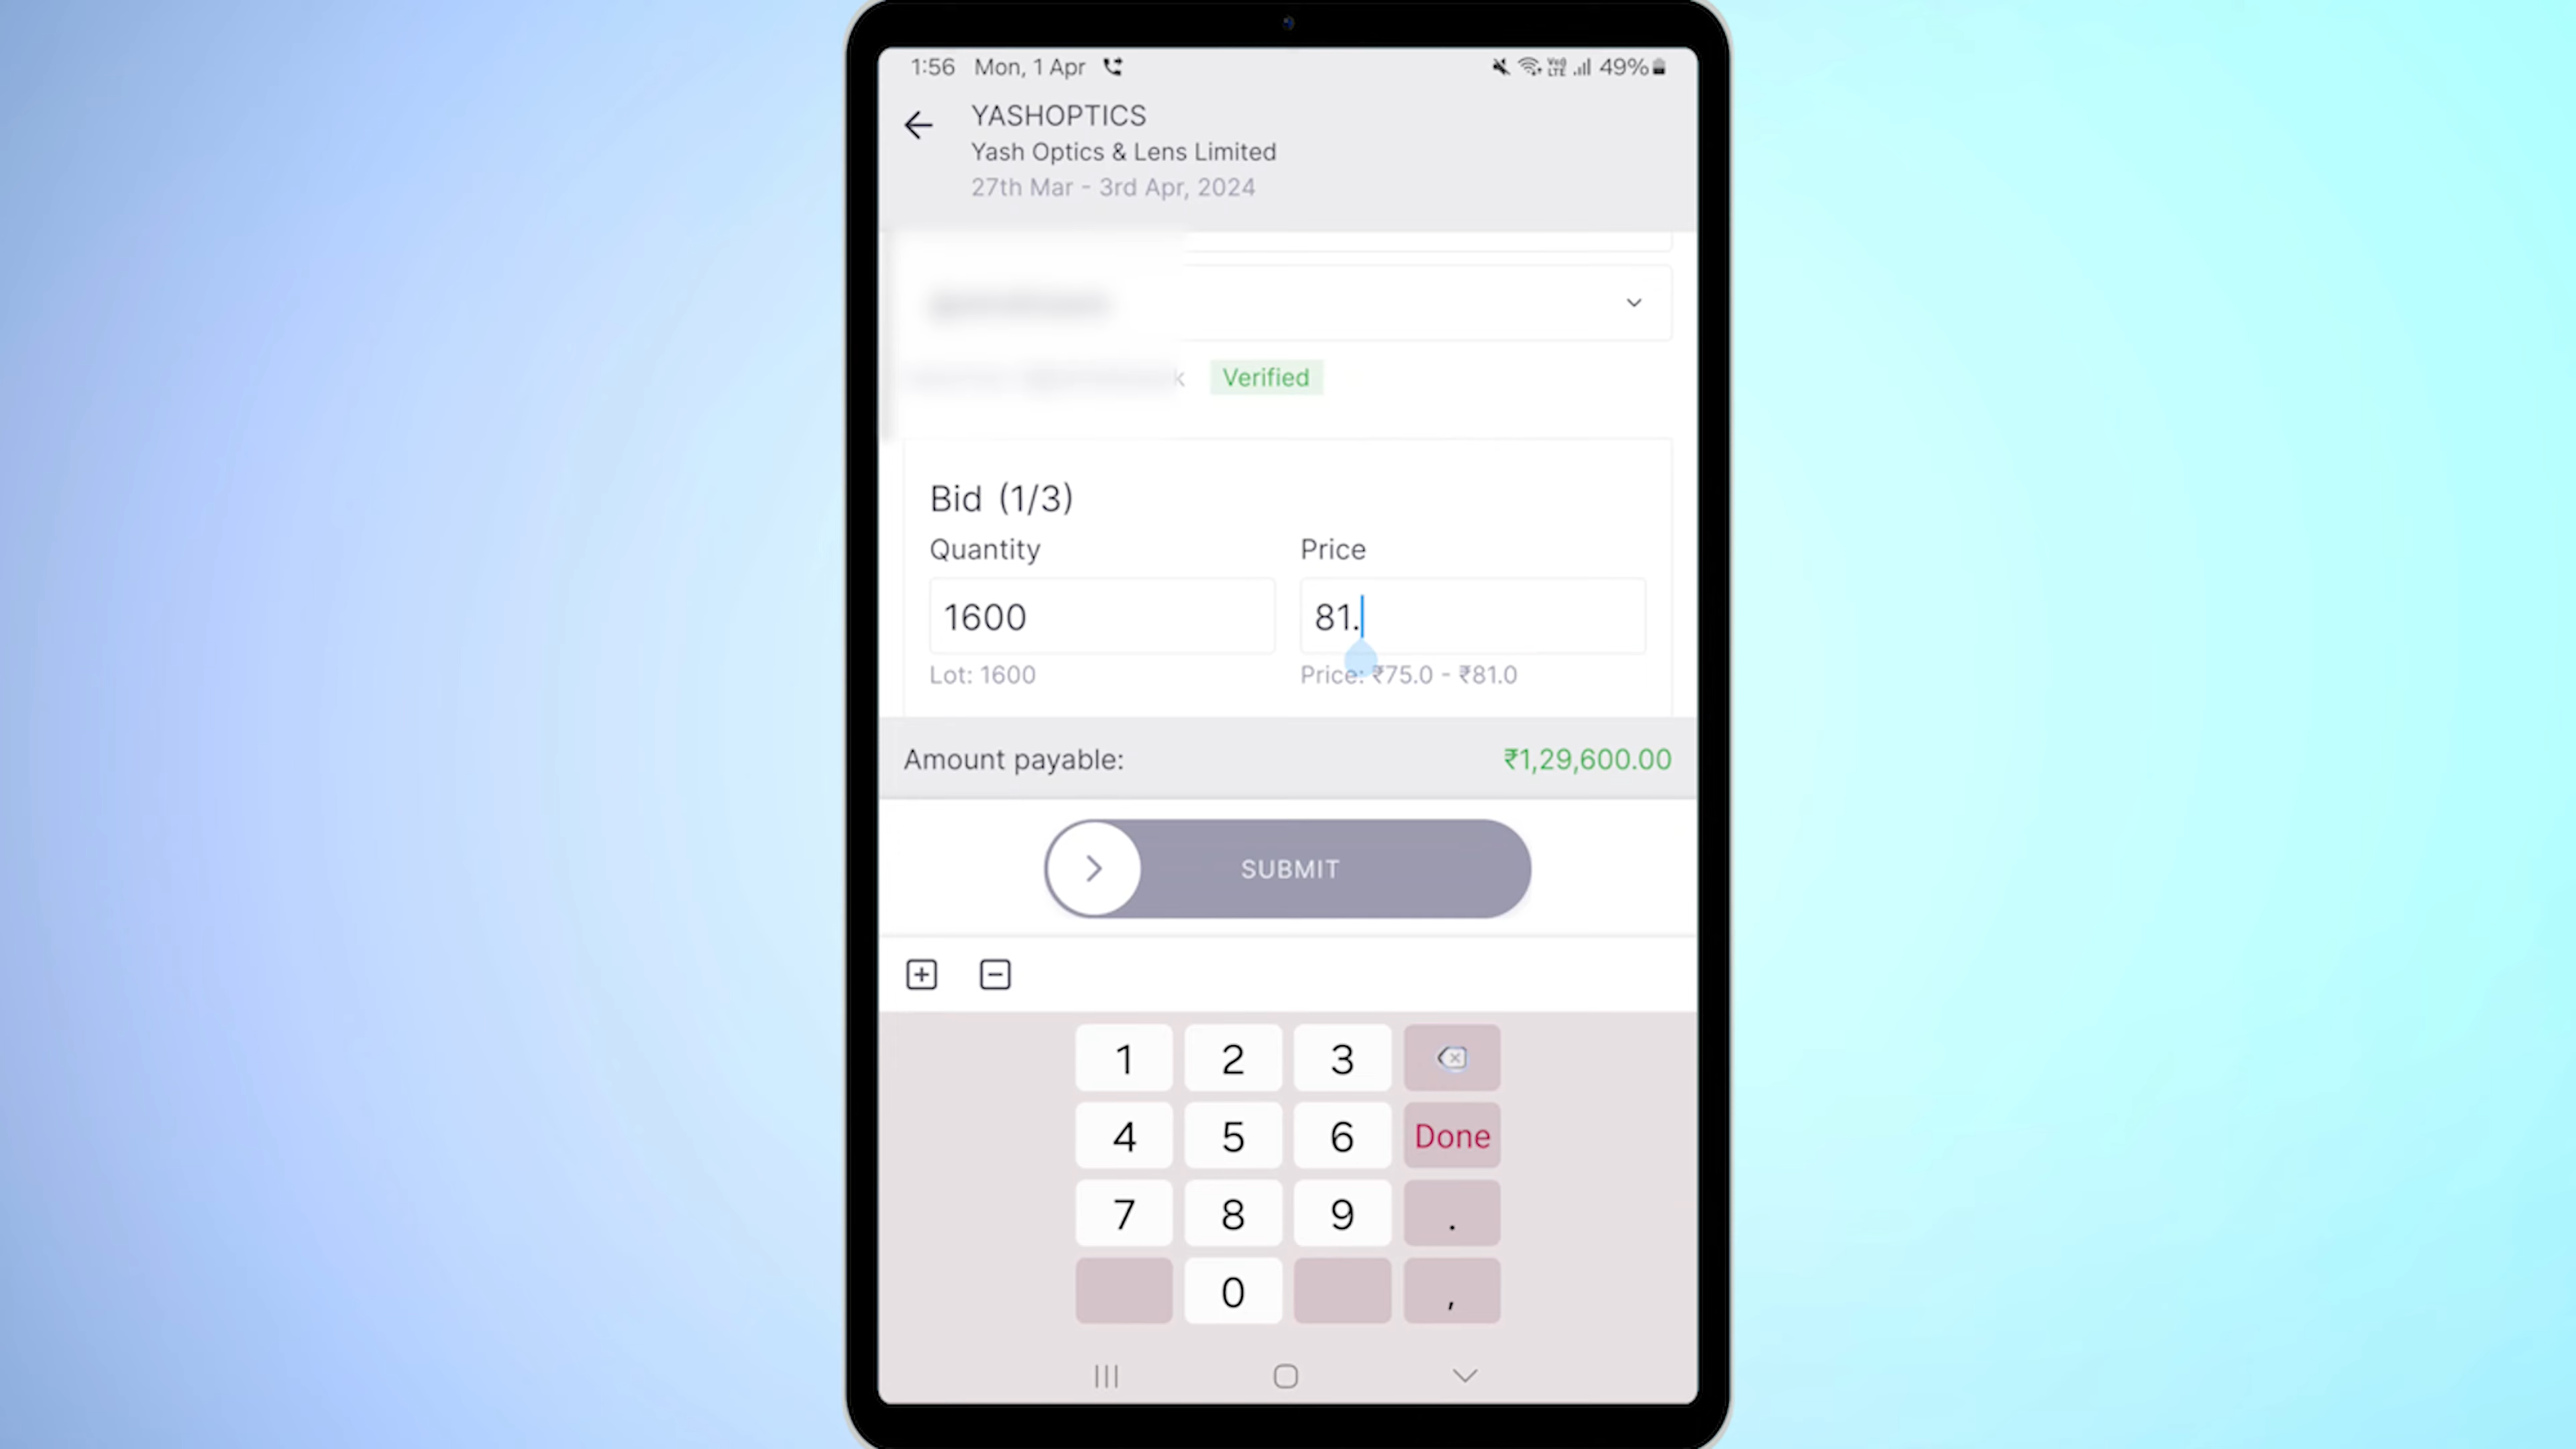 1:56 Mon, 1 Apr 49%
YASHOPTICS
Yash Optics & Lens Limited
27th Mar - 3rd Apr, 2024
k Verified
Bid (1/3)
Quantity Price
1600 81.
Lot: 1600 Price: ₹75.0 - ₹81.0
Amount payable: ₹1,29,600.00
SUBMIT
1 2 3
4 5 6 Done
7 8 9 .
0 ,